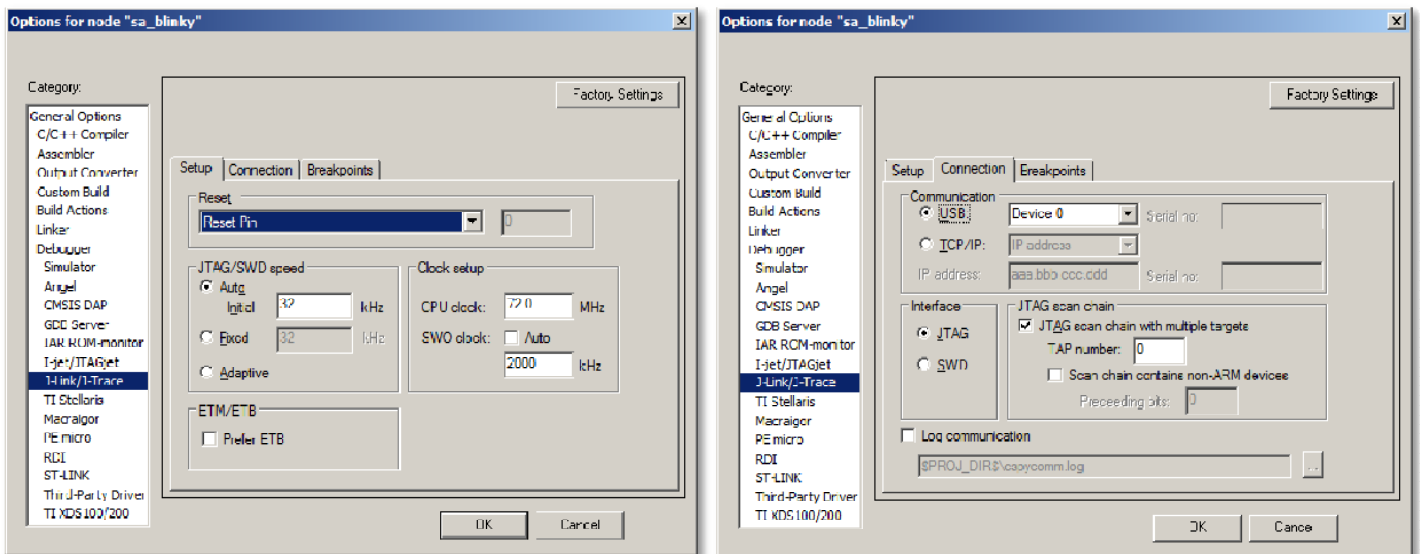 Options for node "sa_blinky"
Category:
Factory Settings
General Options
C/C++ Compiler
Assembler
Output Converter
Custom Build
Build Actions
Linker
Debugger
Simulator
Angel
CMSIS DAP
GDB Server
IAR ROM-monitor
I-jet/JTAGjet
J-Link/J-Trace
TI Stellaris
Macraigor
PE micro
RDI
ST-LINK
Third-Party Driver
TI XDS100/200
Setup Connection Breakpoints
Reset
Reset Pin 0
JTAG/SWD speed
Auto
Initial 32 kHz
Fixed 32 kHz
Adaptive
Clock setup
CPU clock: 72.0 MHz
SWO clock: Auto
2000 kHz
ETM/ETB
Prefer ETB
OK Cancel
Options for node "sa_blinky"
Category:
Factory Settings
General Options
C/C++ Compiler
Assembler
Output Converter
Custom Build
Build Actions
Linker
Debugger
Simulator
Angel
CMSIS DAP
GDB Server
IAR ROM-monitor
I-jet/JTAGjet
J-Link/J-Trace
TI Stellaris
Macraigor
PE micro
RDI
ST-LINK
Third-Party Driver
TI XDS100/200
Setup Connection Breakpoints
Communication
USB: Device 0 Serial no:
TCP/IP: IP address
IP address: aaa.bbb.ccc.ddd Serial no:
Interface
JTAG
SWD
JTAG scan chain
JTAG scan chain with multiple targets
TAP number: 0
Scan chain contains non-ARM devices
Preceeding bits: 0
Log communication
$PROJ_DIR$\cspycomm.log ...
OK Cancel